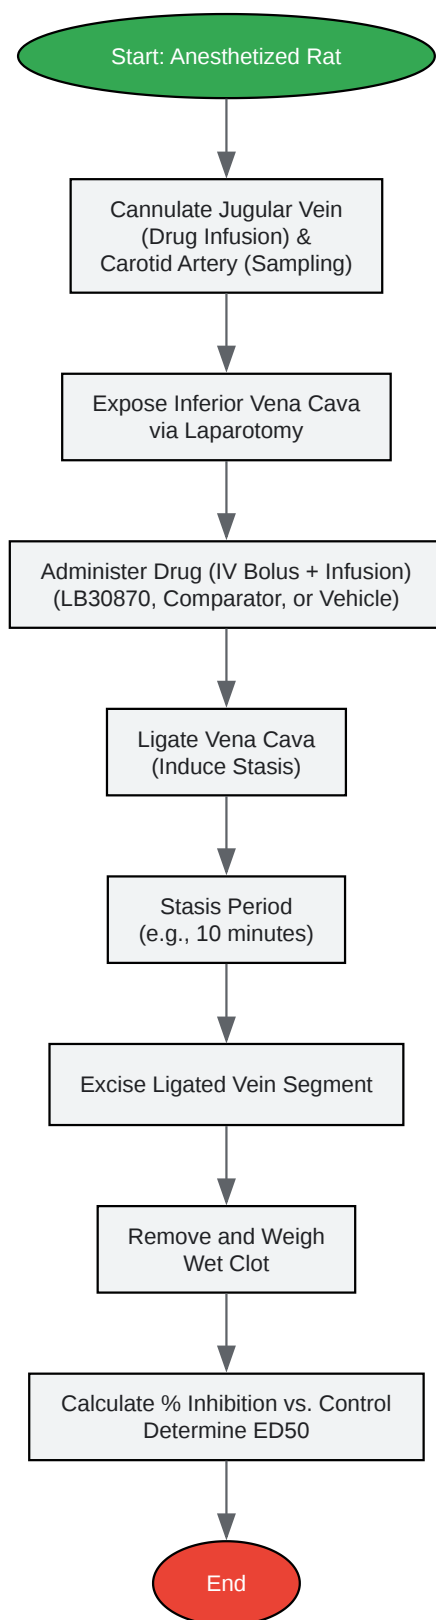 Start: Anesthetized Rat
Cannulate Jugular Vein
(Drug Infusion) &
Carotid Artery (Sampling)
Expose Inferior Vena Cava
via Laparotomy
Administer Drug (IV Bolus + Infusion)
(LB30870, Comparator, or Vehicle)
Ligate Vena Cava
(Induce Stasis)
Stasis Period
(e.g., 10 minutes)
Excise Ligated Vein Segment
Remove and Weigh
Wet Clot
Calculate % Inhibition vs. Control
Determine ED50
End